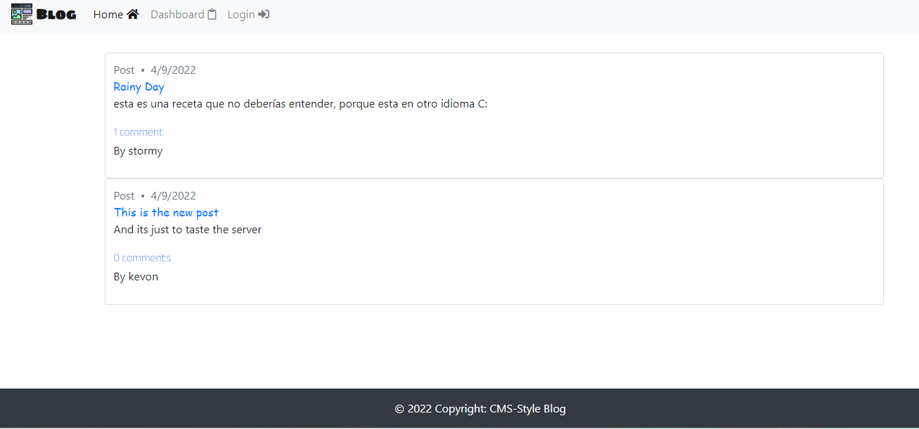 Blog Home Dashboard Login
Post • 4/9/2022
Rainy Day
esta es una receta que no deberías entender, porque esta en otro idioma C:
1 comment
By stormy
Post • 4/9/2022
This is the new post
And its just to taste the server
0 comments
By kevon
© 2022 Copyright: CMS-Style Blog